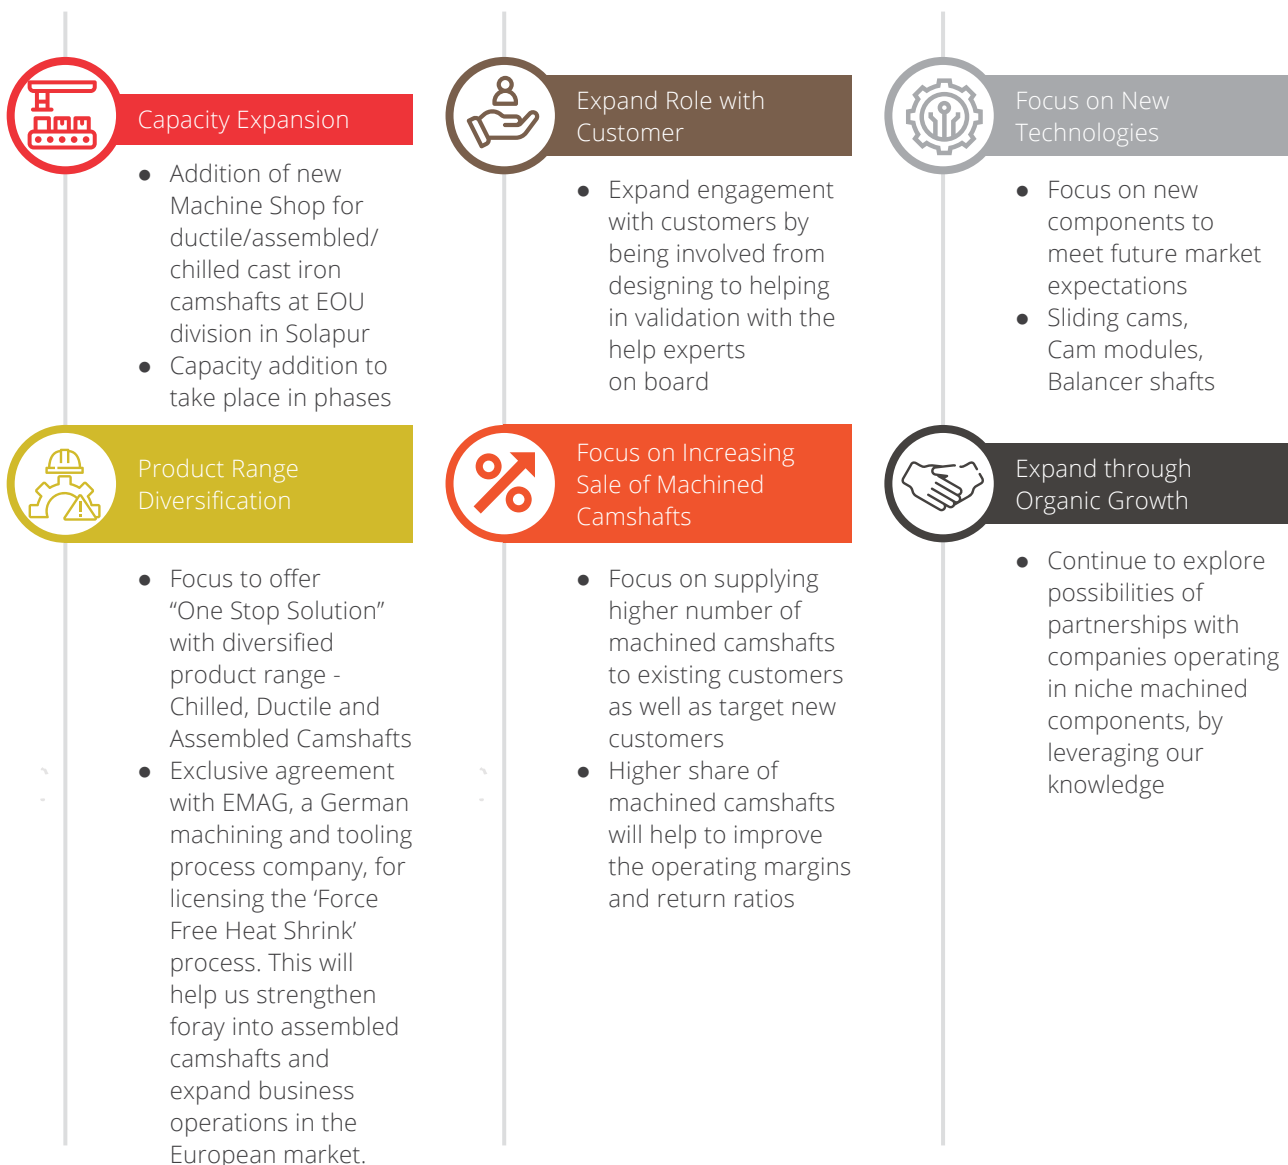 Capacity Expansion
● Addition of new
Machine Shop for
ductile/assembled/
chilled cast iron
camshafts at EOU
division in Solapur
● Capacity addition to
take place in phases
Expand Role with
Customer
● Expand engagement
with customers by
being involved from
designing to helping
in validation with the
help experts
on board
Focus on New
Technologies
● Focus on new
components to
meet future market
expectations
● Sliding cams,
Cam modules,
Balancer shafts
Product Range
Diversification
● Focus to offer
“One Stop Solution”
with diversified
product range -
Chilled, Ductile and
Assembled Camshafts
● Exclusive agreement
with EMAG, a German
machining and tooling
process company, for
licensing the ‘Force
Free Heat Shrink’
process. This will
help us strengthen
foray into assembled
camshafts and
expand business
operations in the
European market.
Focus on Increasing
Sale of Machined
Camshafts
● Focus on supplying
higher number of
machined camshafts
to existing customers
as well as target new
customers
● Higher share of
machined camshafts
will help to improve
the operating margins
and return ratios
Expand through
Organic Growth
● Continue to explore
possibilities of
partnerships with
companies operating
in niche machined
components, by
leveraging our
knowledge